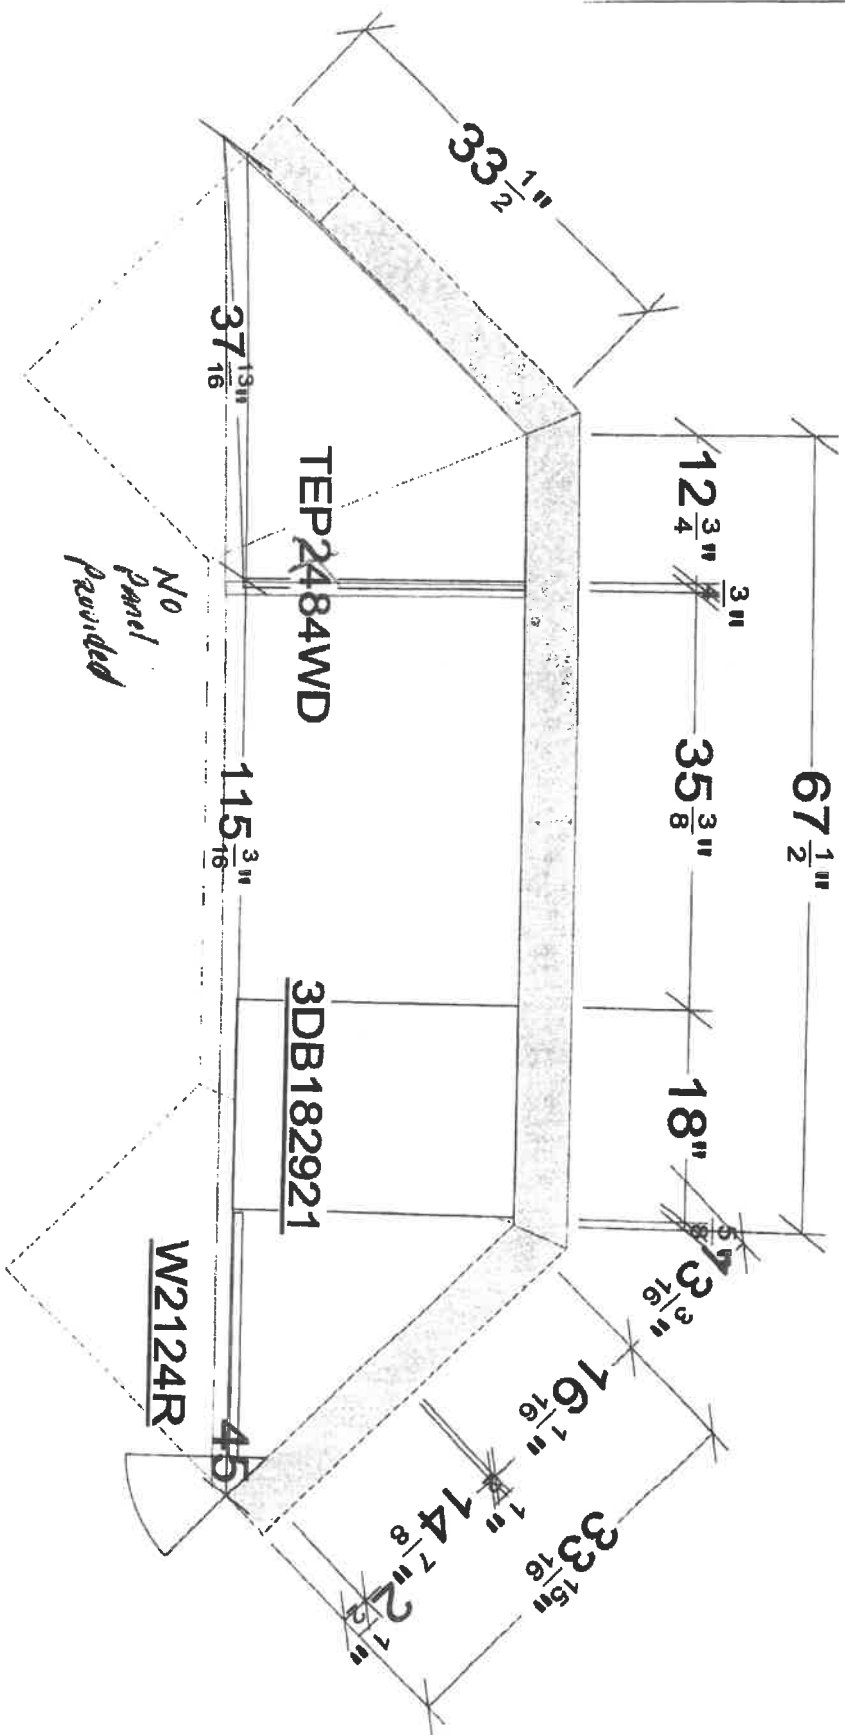 33 1/2"
12 3/4"
3/4"
35 3/8"
67 1/2"
18"
5/8"
1 3 3/16"
16 1/16"
1"
14 7/8"
33 15/16"
2 1/2"
37 13/16"
TEP2484WD
No
Panel
Provided
115 3/16"
3DB182921
W2124R
45